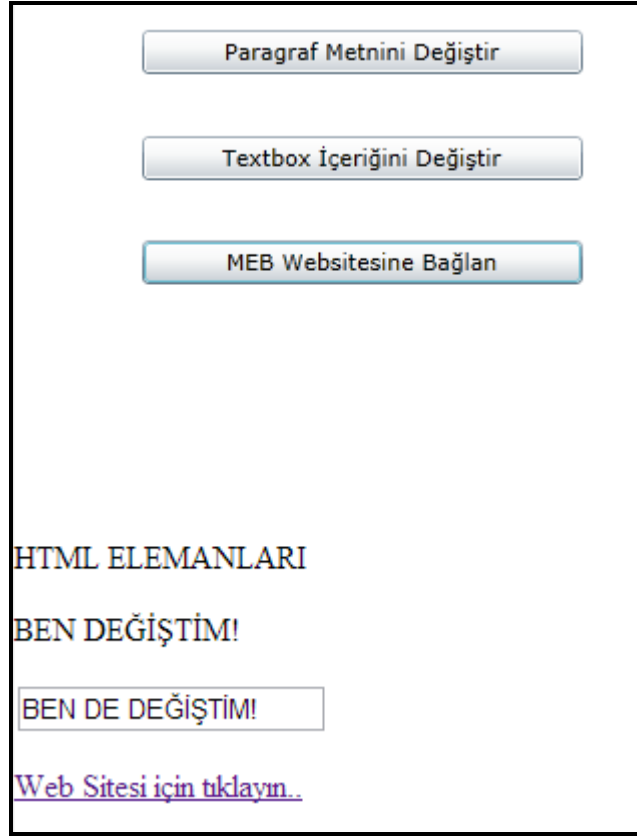 Paragraf Metnini Değiştir
Textbox İçeriğini Değiştir
MEB Websitesine Bağlan
HTML ELEMANLARI
BEN DEĞİŞTİM!
BEN DE DEĞİŞTİM!
Web Sitesi için tıklayın..